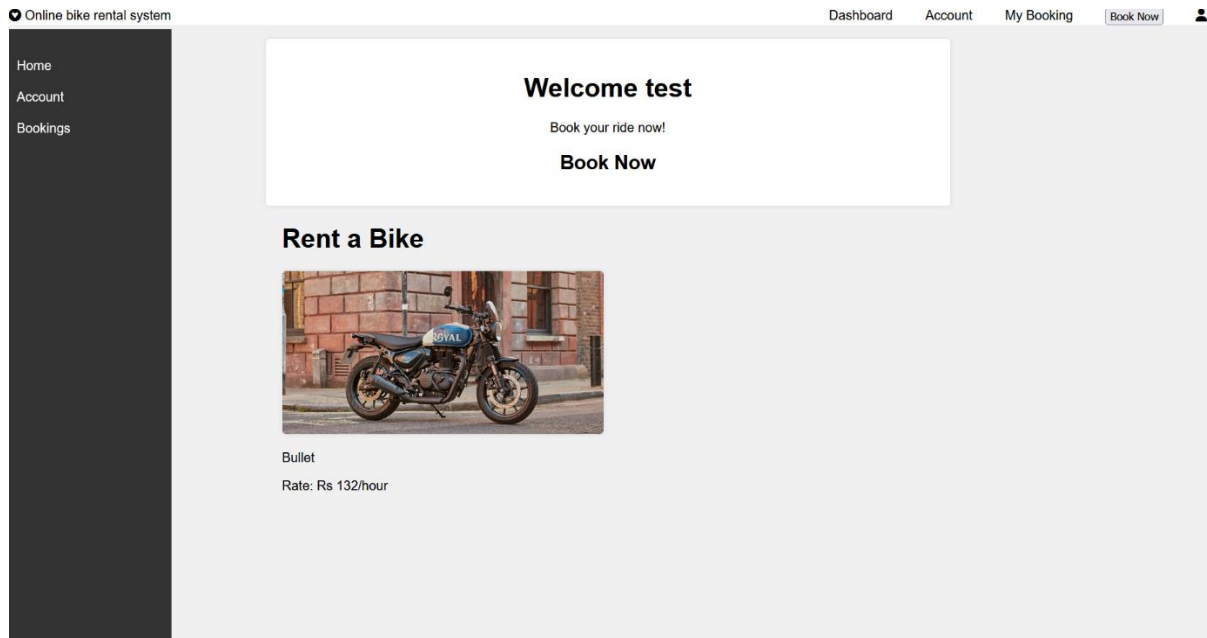 Online bike rental system
Dashboard Account My Booking Book Now
Home
Account
Bookings
Welcome test
Book your ride now!
Book Now
Rent a Bike
ROYAL
Bullet
Rate: Rs 132/hour